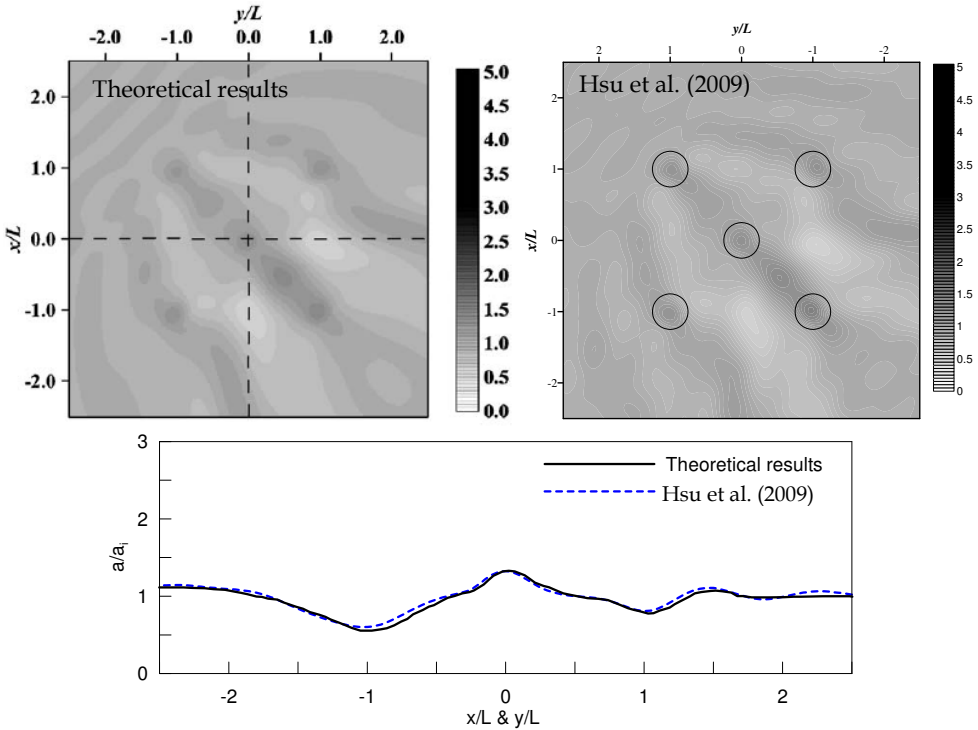 y/L
-2.0 -1.0 0.0 1.0 2.0
Theoretical results
2.0
1.0
0.0
-1.0
-2.0
x/L
5.0
4.5
4.0
3.5
3.0
2.5
2.0
1.5
1.0
0.5
0.0
y/L
2 1 0 -1 -2
Hsu et al. (2009)
2
1
0
-1
-2
x/L
5
4.5
4
3.5
3
2.5
2
1.5
1
0.5
0
3
2
1
0
a/ai
Theoretical results
Hsu et al. (2009)
-2 -1 0 1 2
x/L & y/L